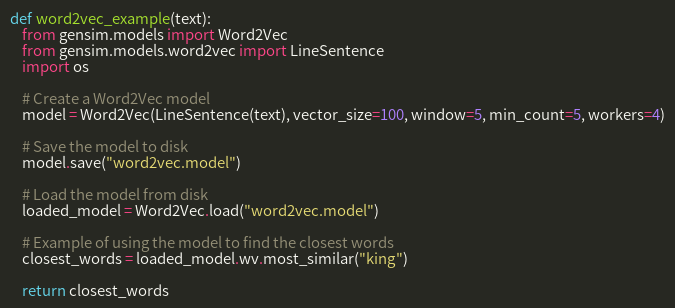 def word2vec_example(text):
    from gensim.models import Word2Vec
    from gensim.models.word2vec import LineSentence
    import os

    # Create a Word2Vec model
    model = Word2Vec(LineSentence(text), vector_size=100, window=5, min_count=5, workers=4)

    # Save the model to disk
    model.save("word2vec.model")

    # Load the model from disk
    loaded_model = Word2Vec.load("word2vec.model")

    # Example of using the model to find the closest words
    closest_words = loaded_model.wv.most_similar("king")

    return closest_words